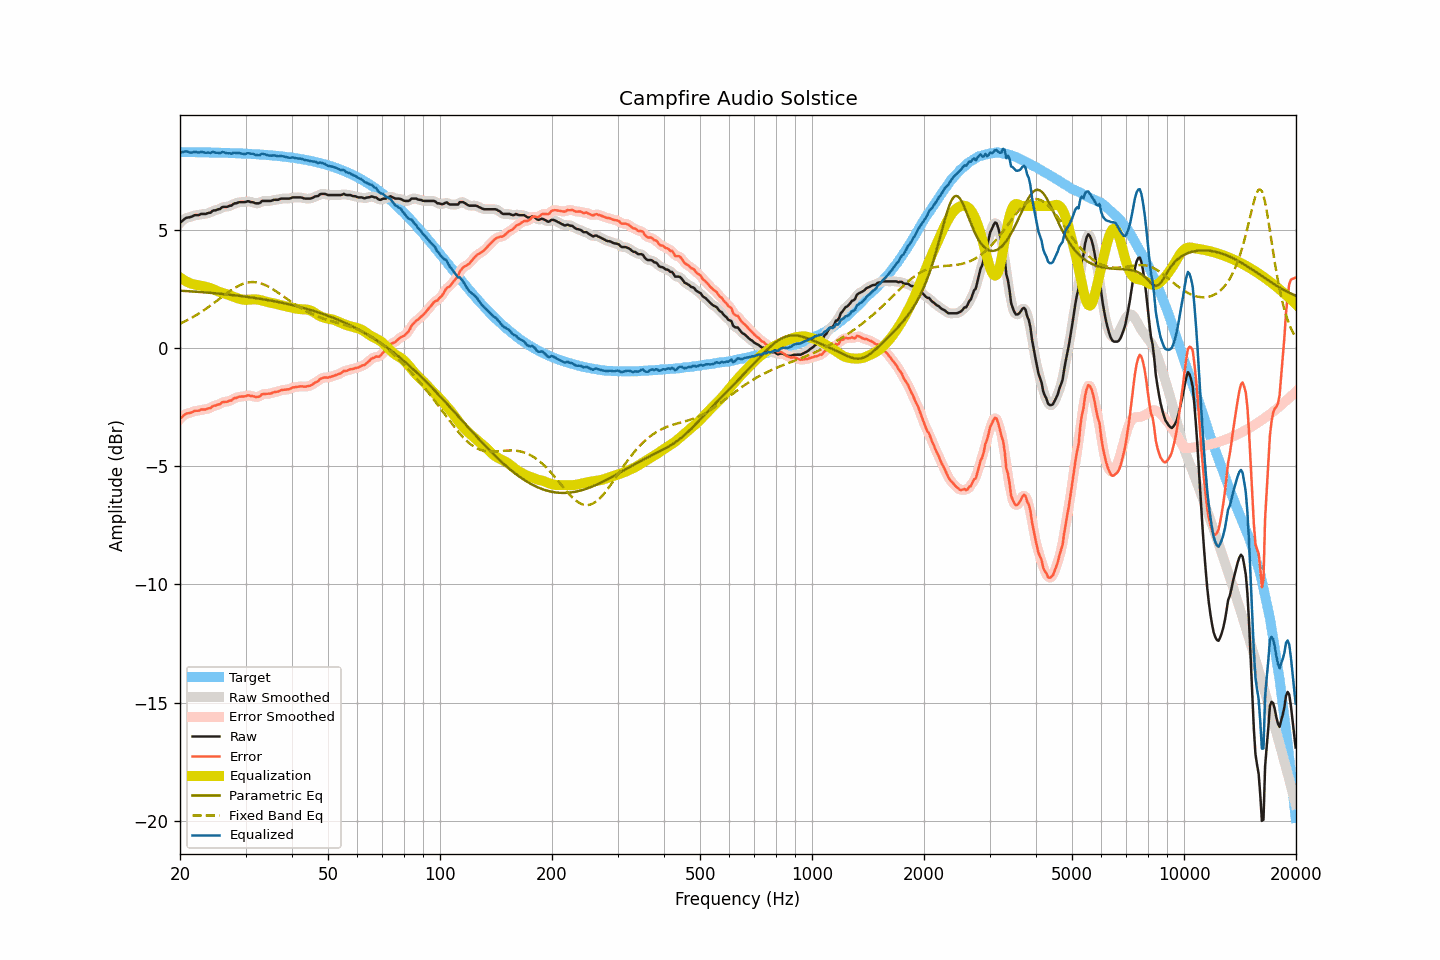 Campfire Audio Solstice
Amplitude (dBr)
5
0
−5
−10
−15
−20
Target
Raw Smoothed
Error Smoothed
Raw
Error
Equalization
Parametric Eq
Fixed Band Eq
Equalized
20 50 100 200 500 1000 2000 5000 10000 20000
Frequency (Hz)